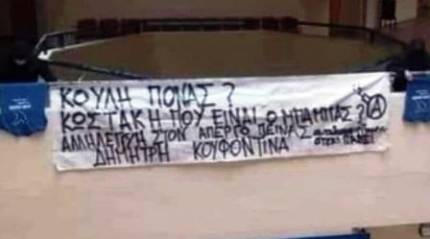 ΚΟΥΛΗ ΠΟΝΑΣ?
ΚΩΣΤΑΚΗ ΠΟΥ ΕΙΝΑΙ Ο ΜΠΑΜΠΑΣ? Ⓐ
ΑΛΛΗΛΕΓΓΥΗ ΣΤΟΝ ΑΠΕΡΓΟ ΠΕΙΝΑΣ
ΔΗΜΗΤΡΗ ΚΟΥΦΟΝΤΙΝΑ